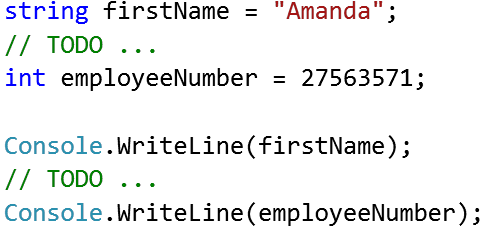 string firstName = "Amanda";
// TODO ...
int employeeNumber = 27563571;
Console.WriteLine(firstName);
// TODO ...
Console.WriteLine(employeeNumber);